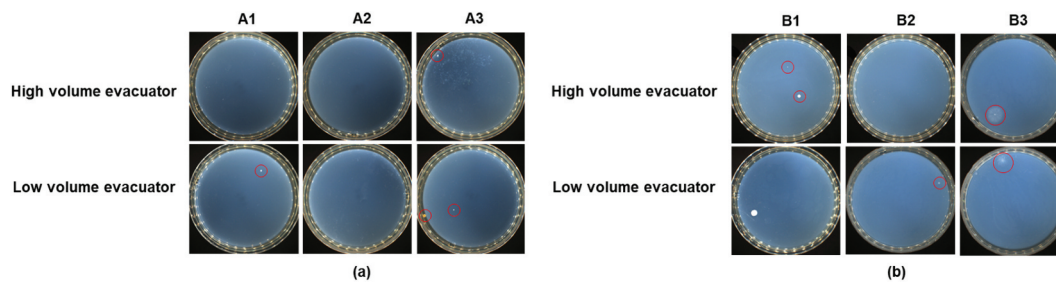 A1 A2 A3
High volume evacuator
Low volume evacuator
(a)
B1 B2 B3
High volume evacuator
Low volume evacuator
(b)